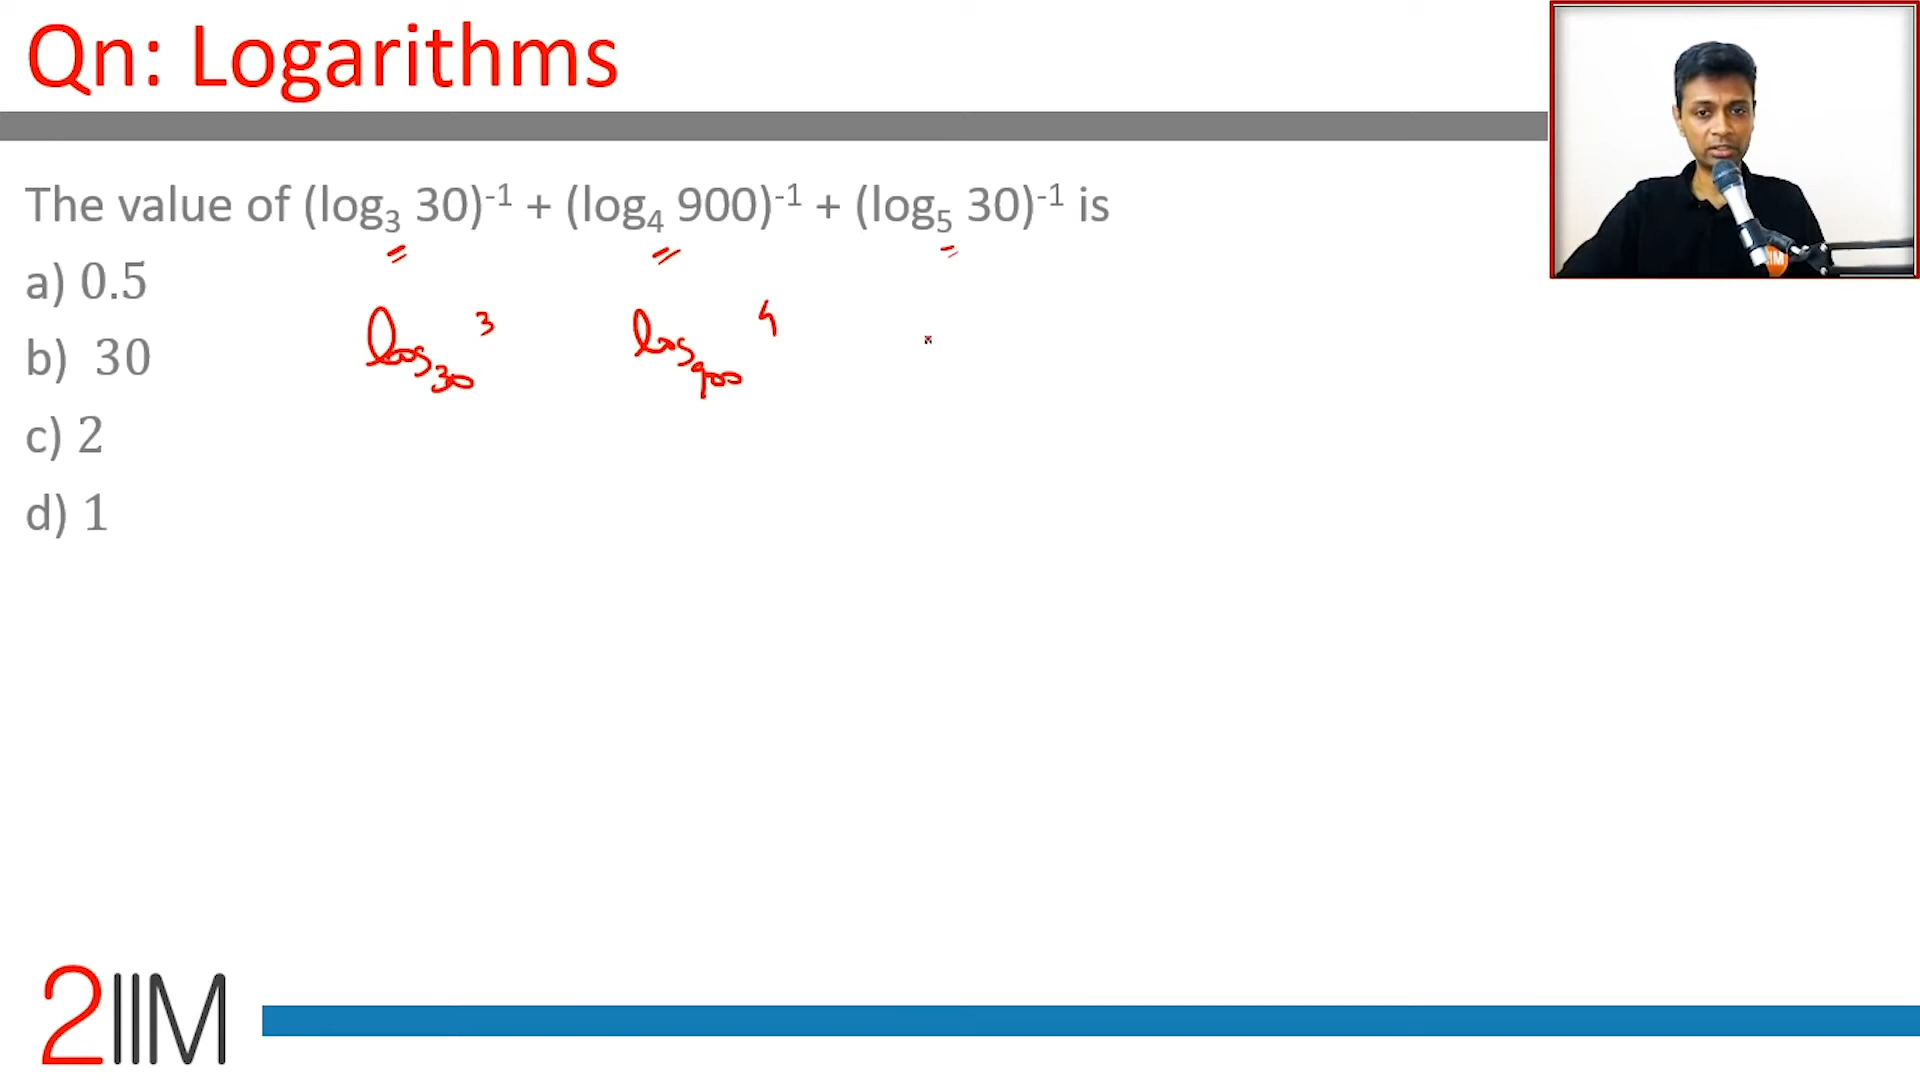 Qn: Logarithms
The value of (log₃ 30)⁻¹ + (log₄ 900)⁻¹ + (log₅ 30)⁻¹ is
a) 0.5
log₃₀ 3 log₉₀₀ 4
b) 30
c) 2
d) 1
2IIM